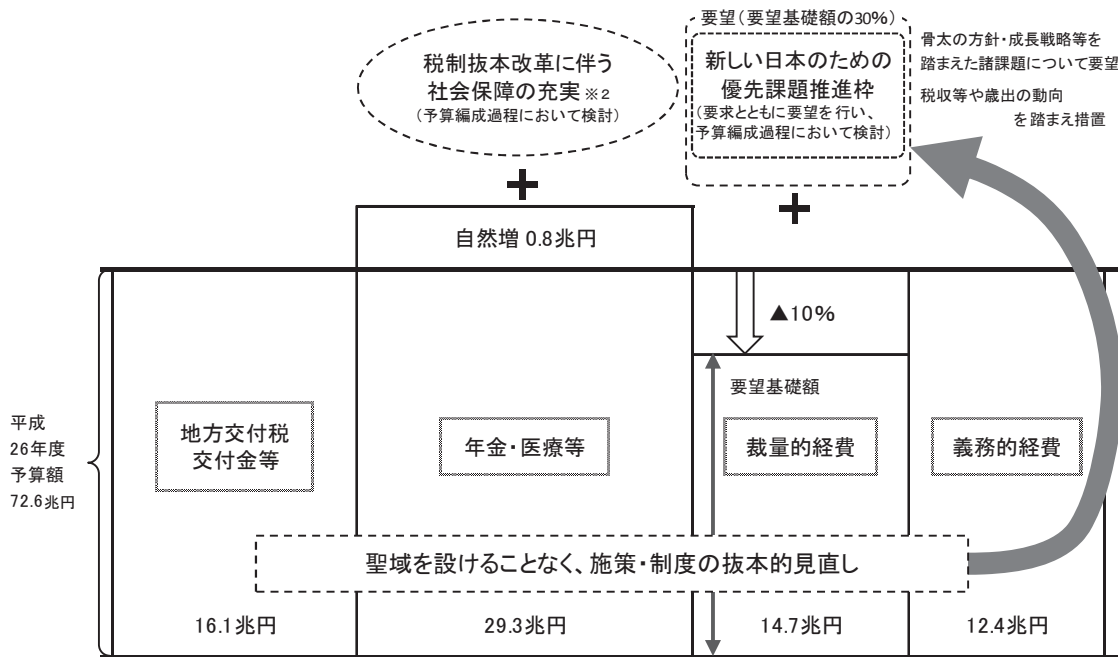 要望(要望基礎額の30%)
新しい日本のための
優先課題推進枠
(要求とともに要望を行い、
予算編成過程において検討)
骨太の方針・成長戦略等を
踏まえた諸課題について要望
税収等や歳出の動向
を踏まえ措置
税制抜本改革に伴う
社会保障の充実 ※2
(予算編成過程において検討)
+
+
自然増 0.8兆円
▲10%
要望基礎額
平成
26年度
予算額
72.6兆円
地方交付税
交付金等
年金・医療等
裁量的経費
義務的経費
聖域を設けることなく、施策・制度の抜本的見直し
16.1兆円
29.3兆円
14.7兆円
12.4兆円